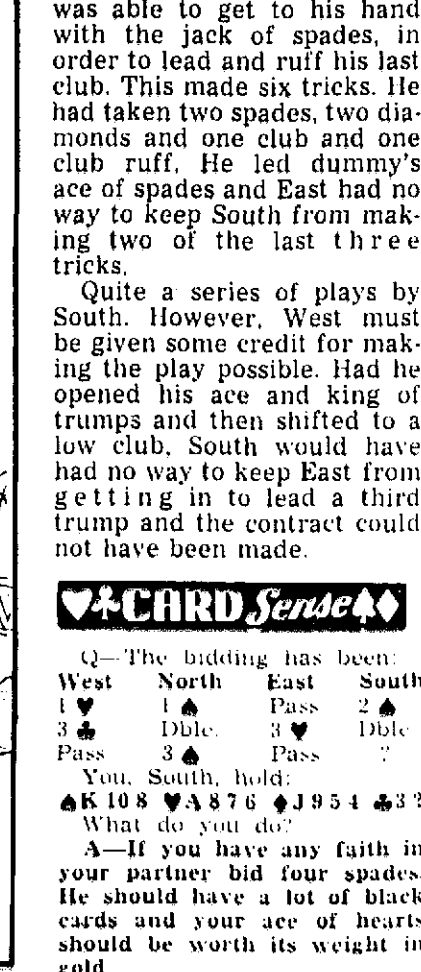 was able to get to his hand
with the jack of spades, in
order to lead and ruff his last
club. This made six tricks. He
had taken two spades, two dia-
monds and one club and one
club ruff. He led dummy's
ace of spades and East had no
way to keep South from mak-
ing two of the last three
tricks.
Quite a series of plays by
South. However, West must
be given some credit for mak-
ing the play possible. Had he
opened his ace and king of
trumps and then shifted to a
low club, South would have
had no way to keep East from
getting in to lead a third
trump and the contract could
not have been made.
♥♣CARD Sense♠♦
Q—The bidding has been:
West North East South
1 ♥ 1 ♠ Pass 2 ♠
3 ♣ Dble. 3 ♥ Dble
Pass 3 ♠ Pass ?
You, South, hold:
♠K 10 8 ♥A 8 7 6 ♦J 9 5 4 ♣3
What do you do?
A—If you have any faith in
your partner bid four spades.
He should have a lot of black
cards and your ace of hearts
should be worth its weight in
gold